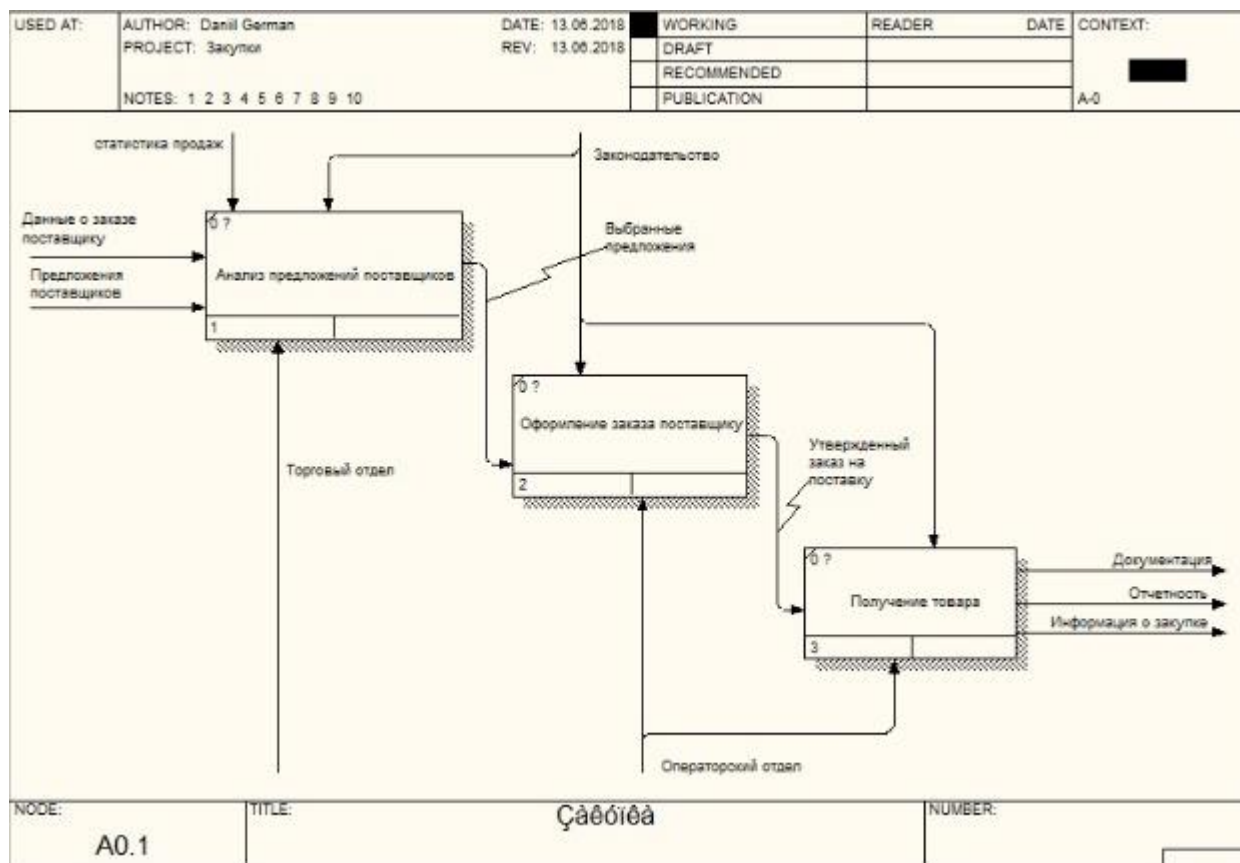 USED AT:
AUTHOR: Daniil German
DATE: 13.06.2018
WORKING
READER
DATE
CONTEXT:
PROJECT: Закупки
REV: 13.06.2018
DRAFT
RECOMMENDED
NOTES: 1 2 3 4 5 6 7 8 9 10
PUBLICATION
A-0
статистика продаж
Законодательство
Данные о заказе
поставщику
0 ?
Выбранные
предложения
Предложения
поставщиков
Анализ предложений поставщиков
1
0 ?
Оформление заказа поставщику
Торговый отдел
2
Утвержденный
заказ на
поставку
0 ?
Документация
Получение товара
Отчетность
Информация о закупке
3
Операторский отдел
NODE:
TITLE:
Çàêóïêà
NUMBER:
A0.1